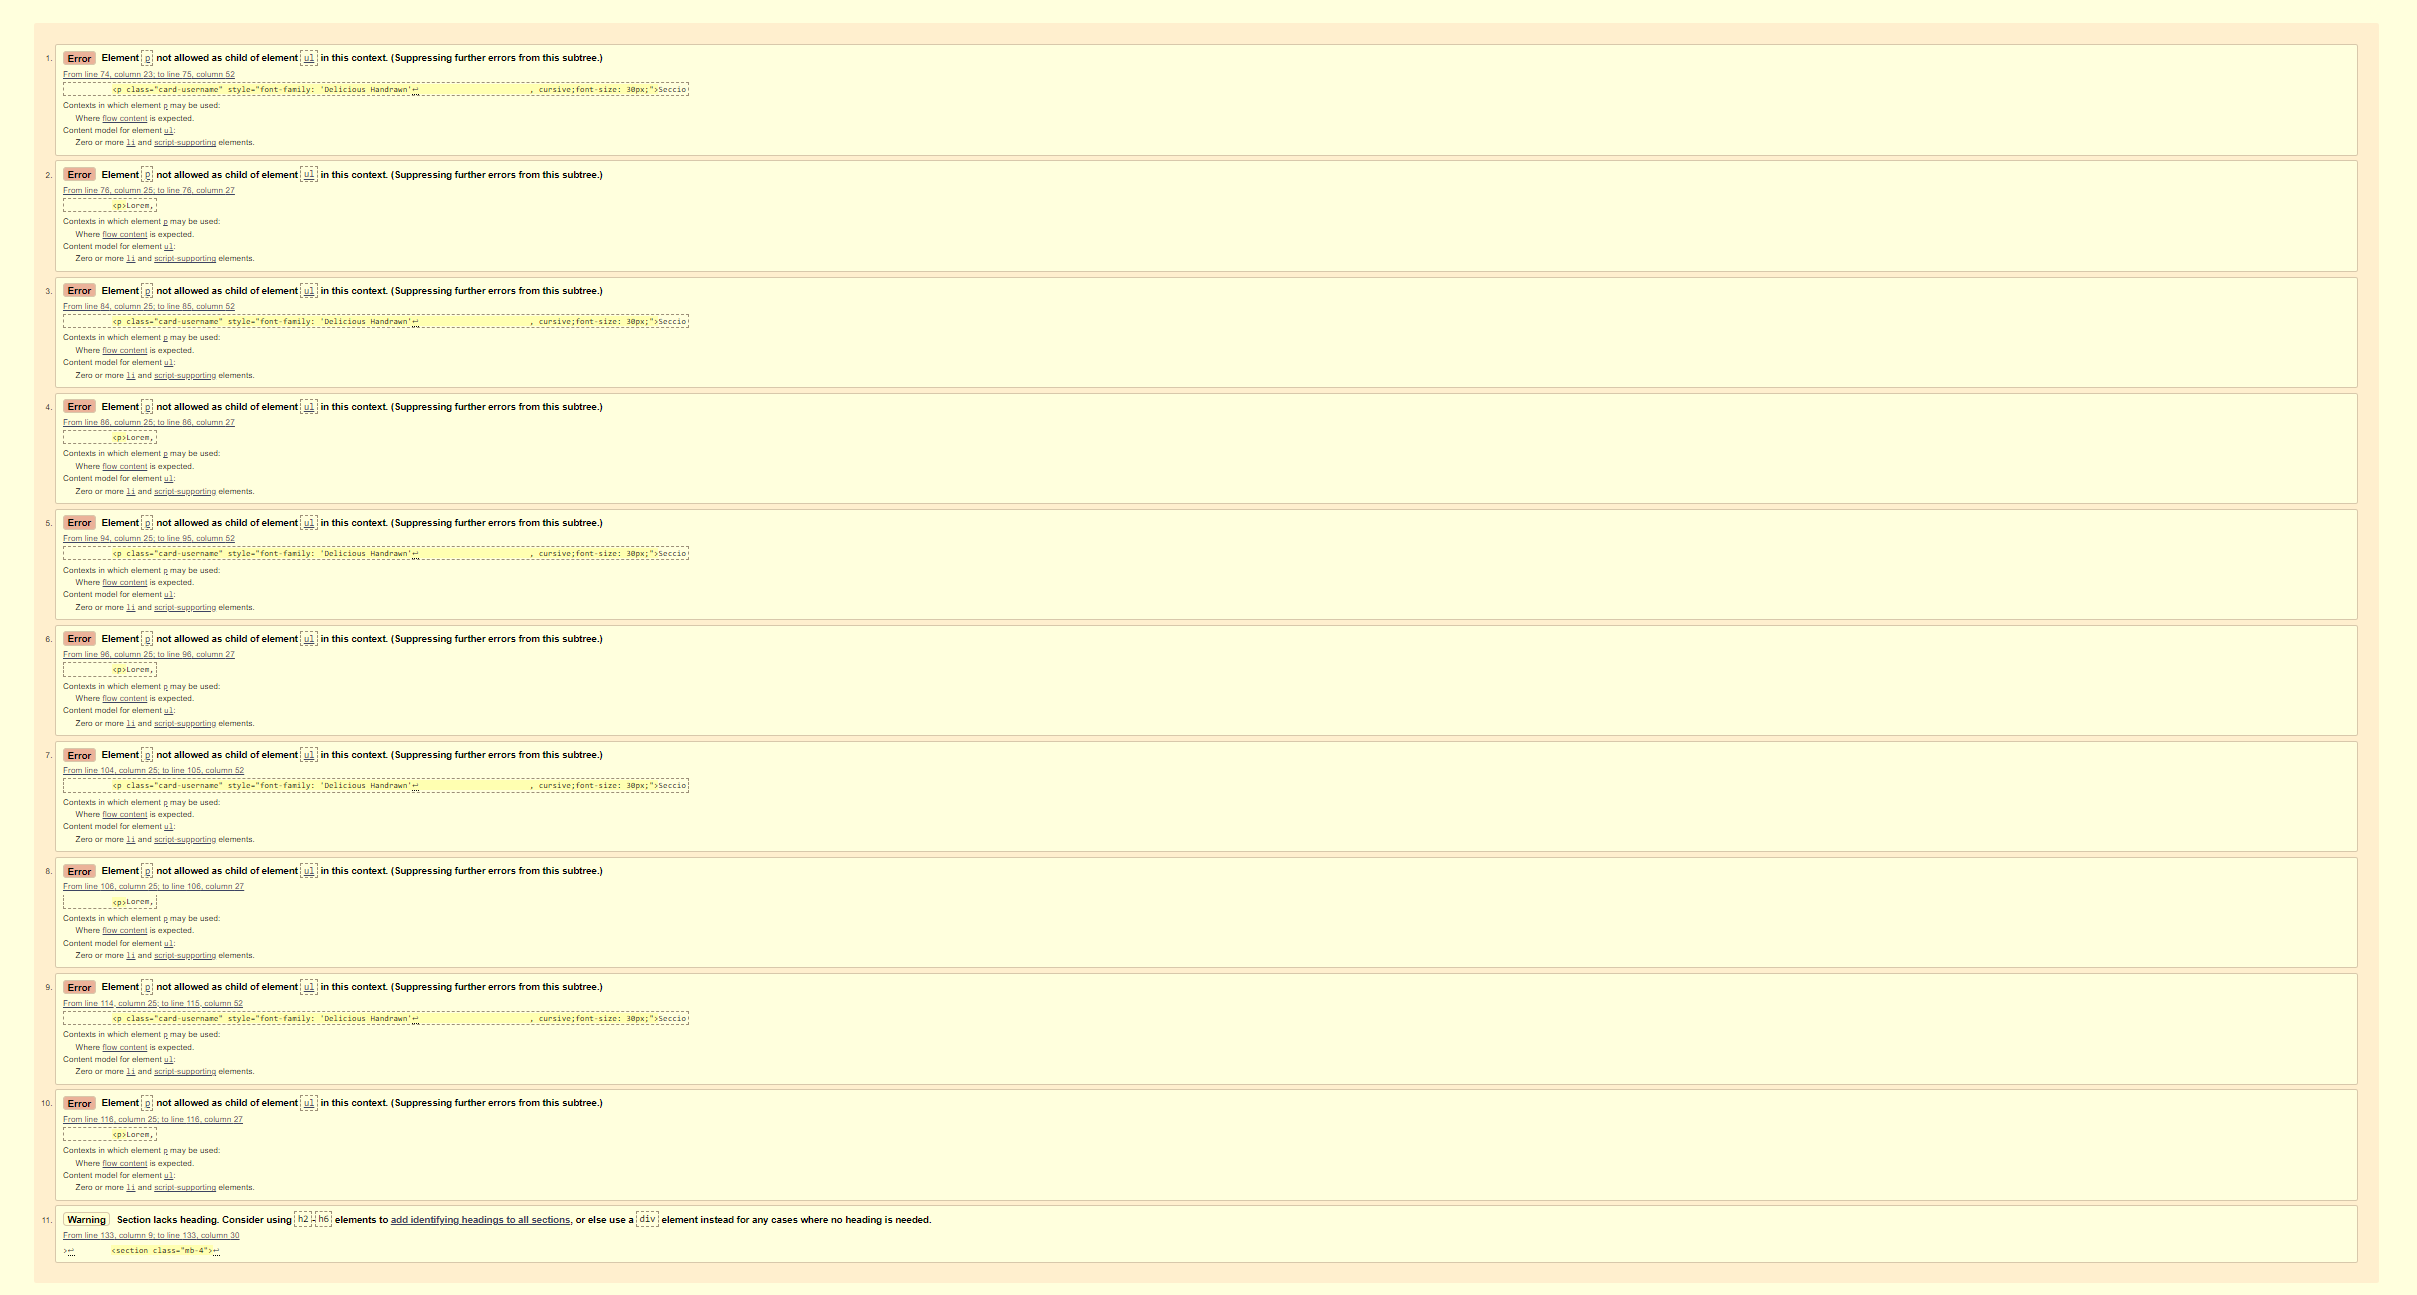 1. Error Element p not allowed as child of element ul in this context. (Suppressing further errors from this subtree.)
From line 74, column 23; to line 75, column 52
<p class="card-username" style="font-family: 'Delicious Handrawn'↩ , cursive;font-size: 30px;">Seccio
Contexts in which element p may be used:
Where flow content is expected.
Content model for element ul:
Zero or more li and script-supporting elements.
2. Error Element p not allowed as child of element ul in this context. (Suppressing further errors from this subtree.)
From line 76, column 25; to line 76, column 27
<p>Lorem,
Contexts in which element p may be used:
Where flow content is expected.
Content model for element ul:
Zero or more li and script-supporting elements.
3. Error Element p not allowed as child of element ul in this context. (Suppressing further errors from this subtree.)
From line 84, column 25; to line 85, column 52
<p class="card-username" style="font-family: 'Delicious Handrawn'↩ , cursive;font-size: 30px;">Seccio
Contexts in which element p may be used:
Where flow content is expected.
Content model for element ul:
Zero or more li and script-supporting elements.
4. Error Element p not allowed as child of element ul in this context. (Suppressing further errors from this subtree.)
From line 86, column 25; to line 86, column 27
<p>Lorem,
Contexts in which element p may be used:
Where flow content is expected.
Content model for element ul:
Zero or more li and script-supporting elements.
5. Error Element p not allowed as child of element ul in this context. (Suppressing further errors from this subtree.)
From line 94, column 25; to line 95, column 52
<p class="card-username" style="font-family: 'Delicious Handrawn'↩ , cursive;font-size: 30px;">Seccio
Contexts in which element p may be used:
Where flow content is expected.
Content model for element ul:
Zero or more li and script-supporting elements.
6. Error Element p not allowed as child of element ul in this context. (Suppressing further errors from this subtree.)
From line 96, column 25; to line 96, column 27
<p>Lorem,
Contexts in which element p may be used:
Where flow content is expected.
Content model for element ul:
Zero or more li and script-supporting elements.
7. Error Element p not allowed as child of element ul in this context. (Suppressing further errors from this subtree.)
From line 104, column 25; to line 105, column 52
<p class="card-username" style="font-family: 'Delicious Handrawn'↩ , cursive;font-size: 30px;">Seccio
Contexts in which element p may be used:
Where flow content is expected.
Content model for element ul:
Zero or more li and script-supporting elements.
8. Error Element p not allowed as child of element ul in this context. (Suppressing further errors from this subtree.)
From line 106, column 25; to line 106, column 27
<p>Lorem,
Contexts in which element p may be used:
Where flow content is expected.
Content model for element ul:
Zero or more li and script-supporting elements.
9. Error Element p not allowed as child of element ul in this context. (Suppressing further errors from this subtree.)
From line 114, column 25; to line 115, column 52
<p class="card-username" style="font-family: 'Delicious Handrawn'↩ , cursive;font-size: 30px;">Seccio
Contexts in which element p may be used:
Where flow content is expected.
Content model for element ul:
Zero or more li and script-supporting elements.
10. Error Element p not allowed as child of element ul in this context. (Suppressing further errors from this subtree.)
From line 116, column 25; to line 116, column 27
<p>Lorem,
Contexts in which element p may be used:
Where flow content is expected.
Content model for element ul:
Zero or more li and script-supporting elements.
11. Warning Section lacks heading. Consider using h2-h6 elements to add identifying headings to all sections, or else use a div element instead for any cases where no heading is needed.
From line 133, column 9; to line 133, column 30
>↩ <section class="mb-4">↩